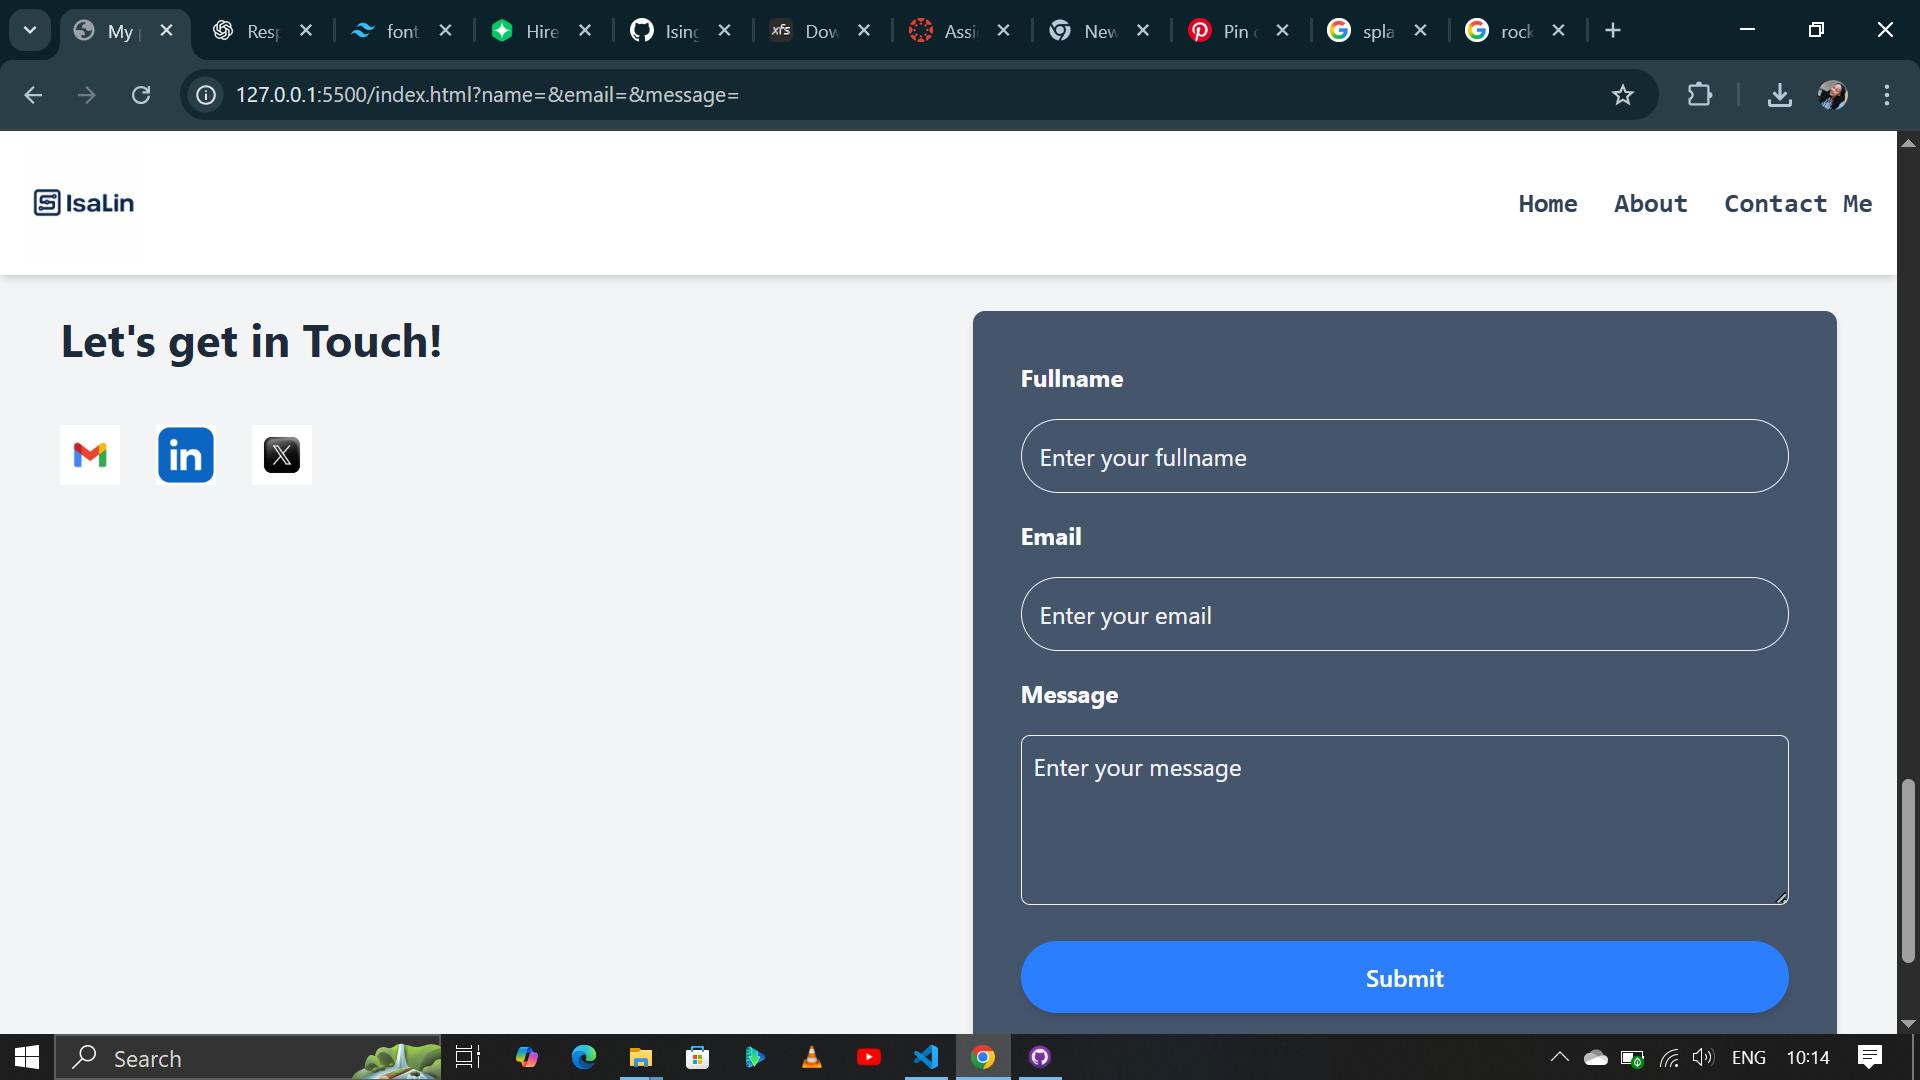 My
Resp
font
Hire
Ising
xfs
Dow
Assi
New
Pin
spla
rock
127.0.0.1:5500/index.html?name=&email=&message=
IsaLin
Home
About
Contact Me
Let's get in Touch!
in
X
Fullname
Enter your fullname
Email
Enter your email
Message
Enter your message
Submit
Search
ENG
10:14